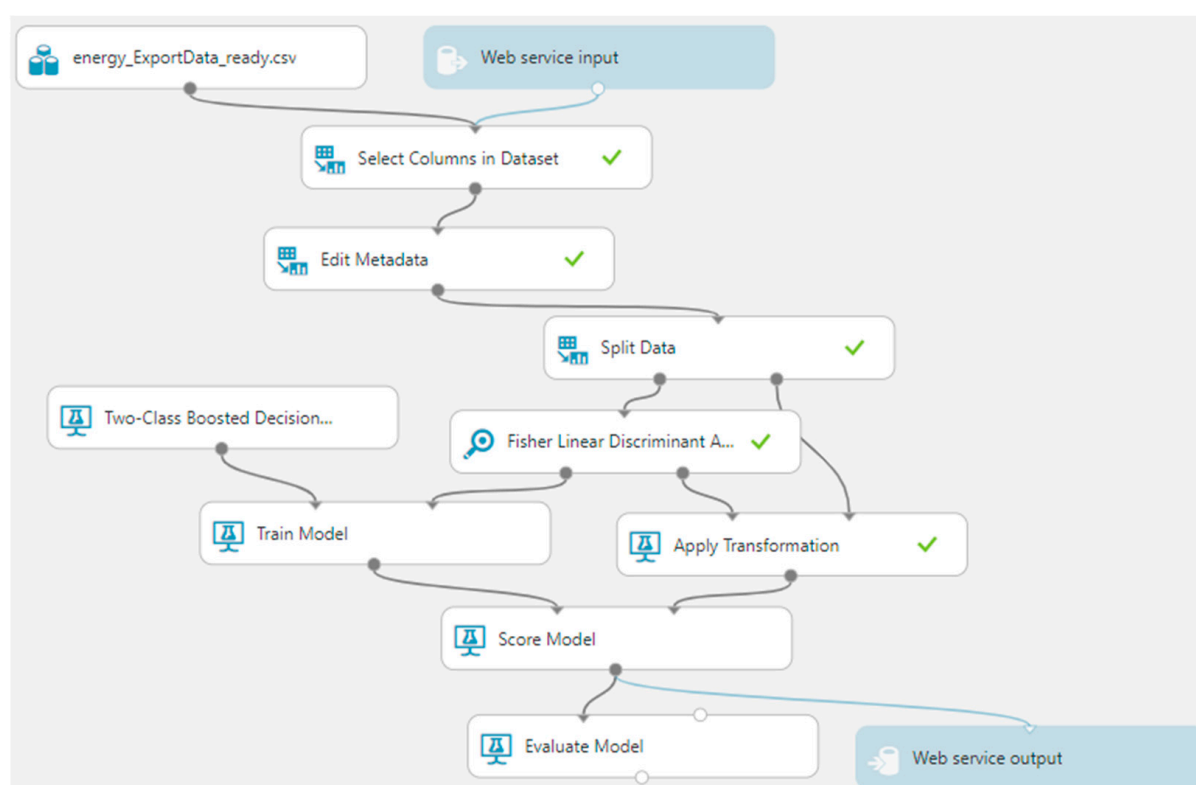 energy_ExportData_ready.csv
Web service input
Select Columns in Dataset
Edit Metadata
Split Data
Two-Class Boosted Decision...
Fisher Linear Discriminant A...
Train Model
Apply Transformation
Score Model
Evaluate Model
Web service output